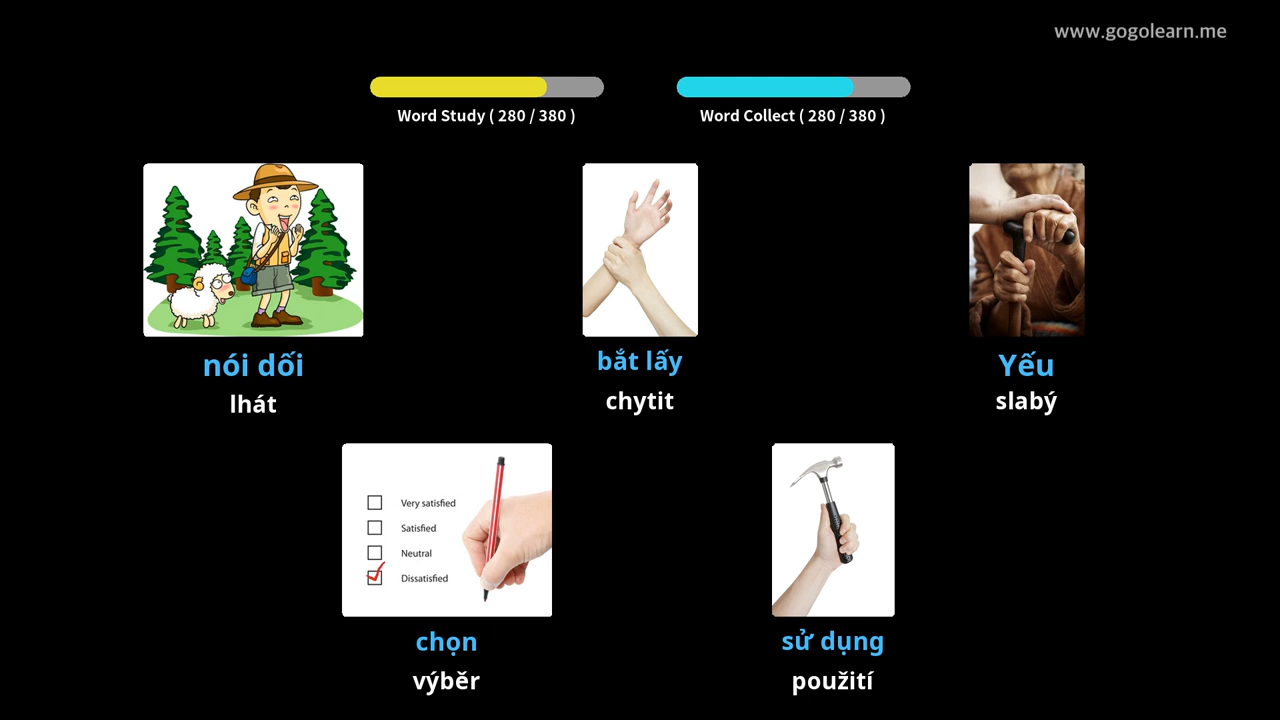 www.gogolearn.me
Word Study ( 280 / 380 )
Word Collect ( 280 / 380 )
nói dối
lhát
bắt lấy
chytit
Yếu
slabý
Very satisfied
Satisfied
Neutral
Dissatisfied
chọn
výběr
sử dụng
použití